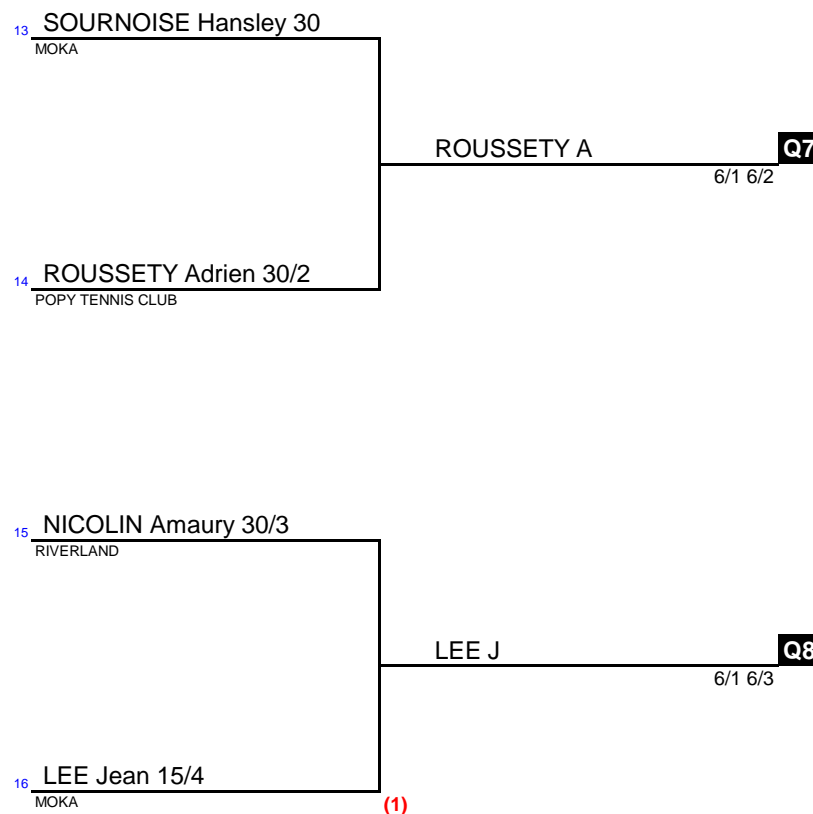 13 SOURNOISE Hansley 30
MOKA
ROUSSETY A Q7
6/1 6/2
14 ROUSSETY Adrien 30/2
POPY TENNIS CLUB
15 NICOLIN Amaury 30/3
RIVERLAND
LEE J Q8
6/1 6/3
16 LEE Jean 15/4
MOKA (1)